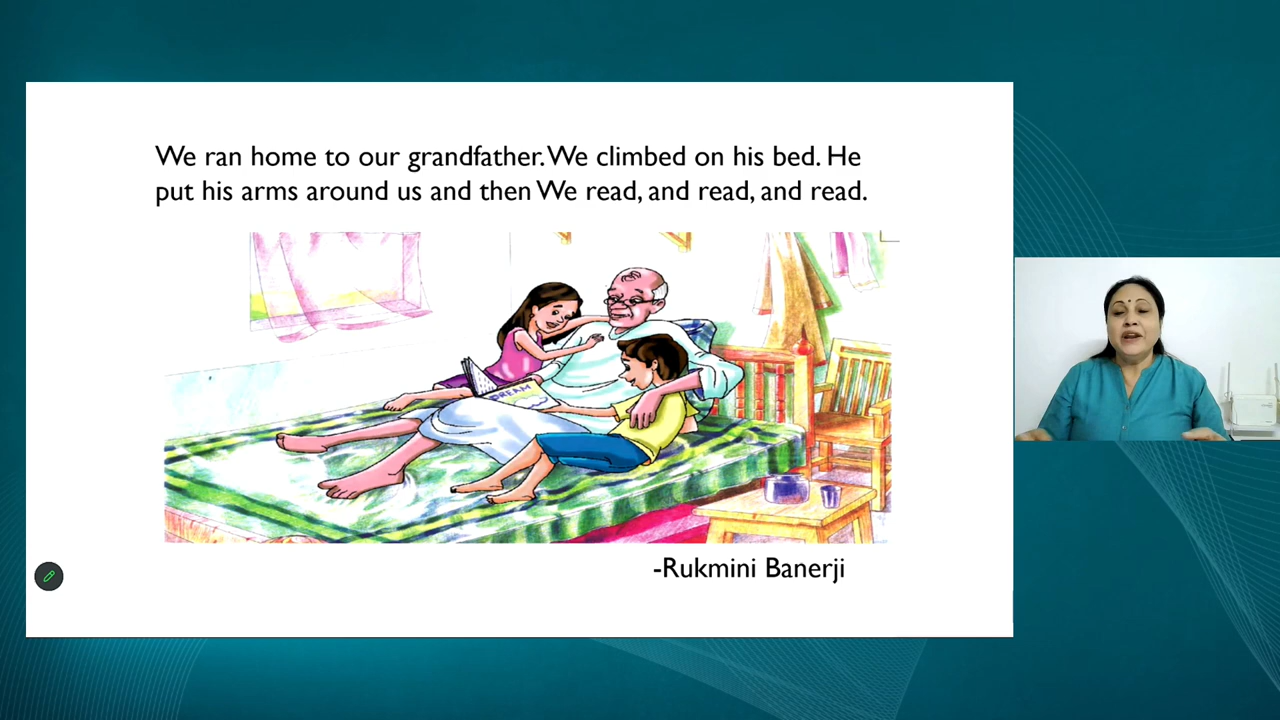 We ran home to our grandfather. We climbed on his bed. He
put his arms around us and then We read, and read, and read.
DREAM
-Rukmini Banerji